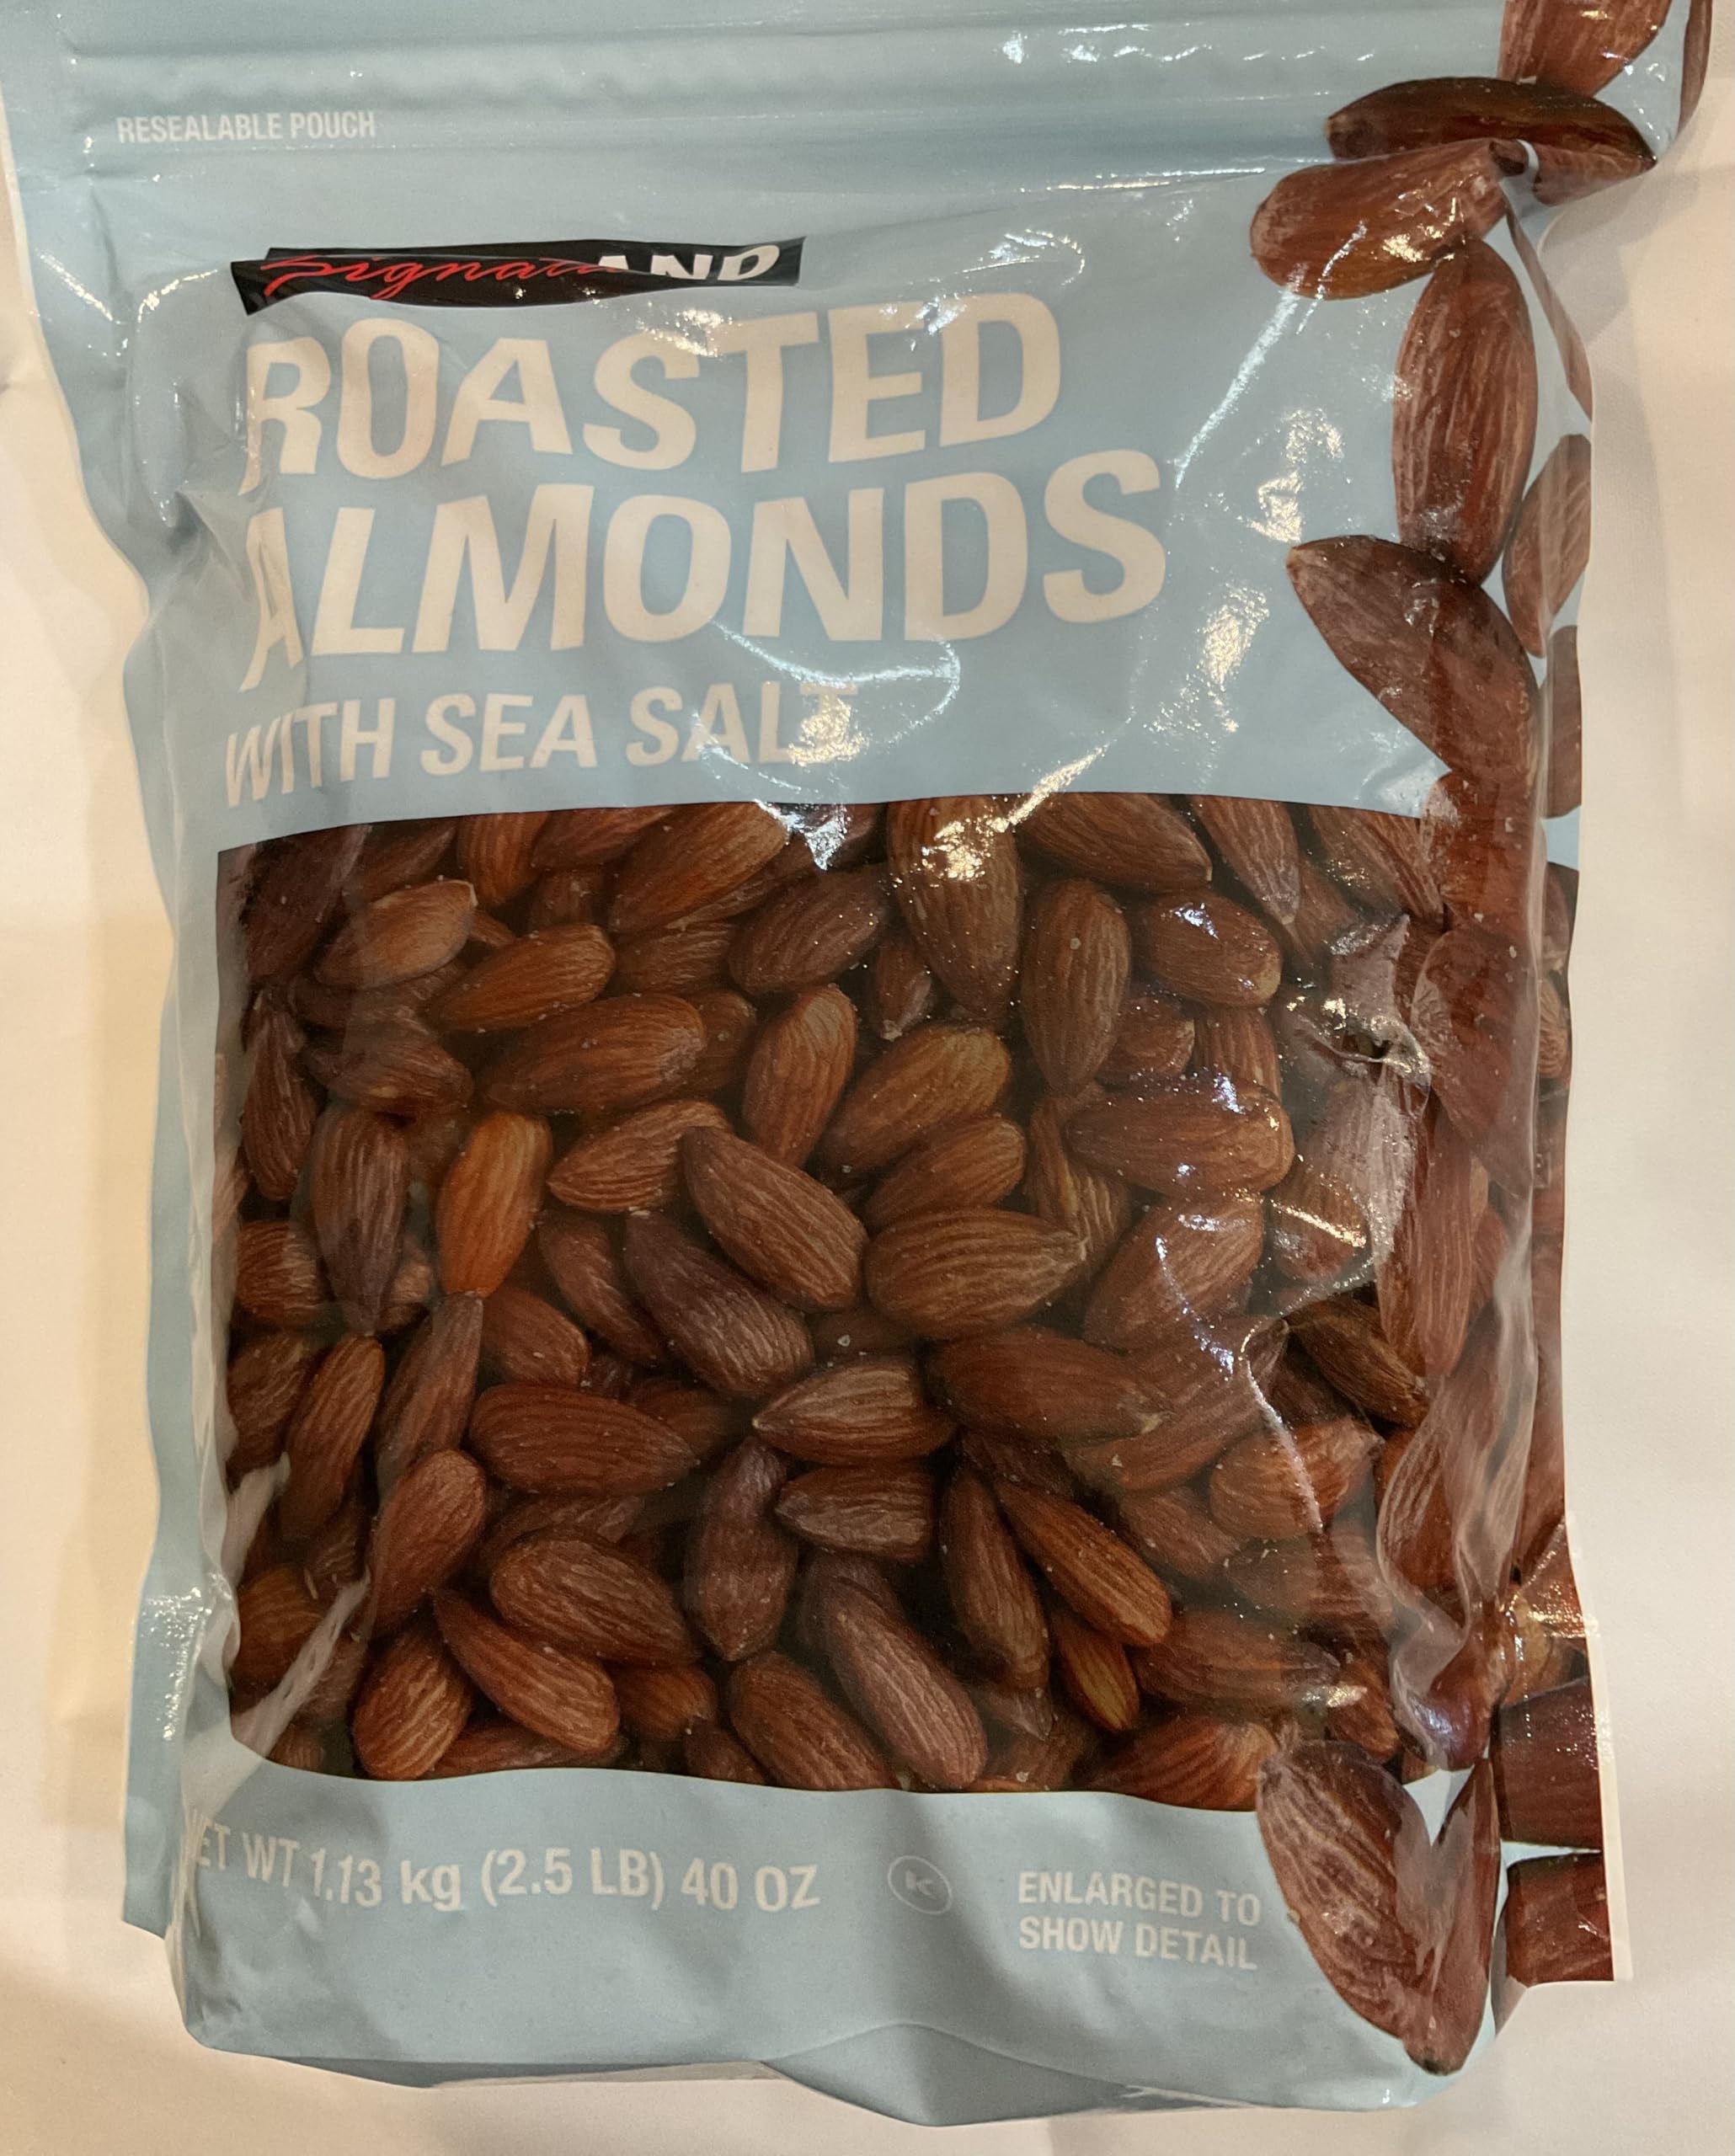 RESEALABLE POUCH
AND
ROASTED
ALMONDS
WITH SEA SALT
NET WT 1.13 kg (2.5 LB) 40 OZ
K
ENLARGED TO
SHOW DETAIL